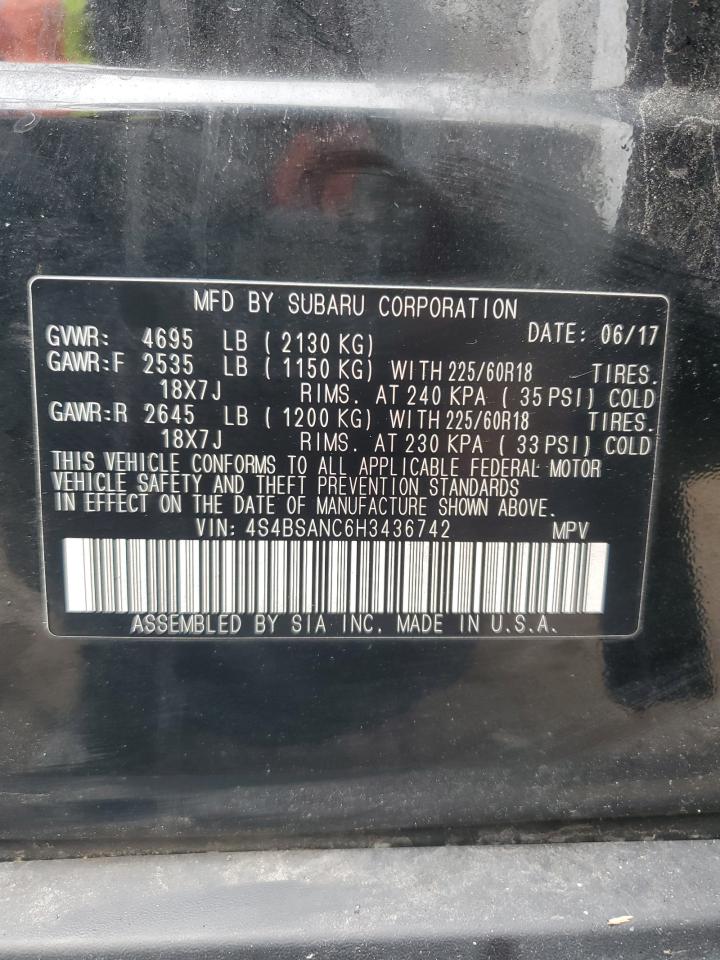 MFD BY SUBARU CORPORATION
GVWR: 4695 LB ( 2130 KG) DATE: 06/17
GAWR:F 2535 LB ( 1150 KG) WITH 225/60R18 TIRES.
18X7J RIMS. AT 240 KPA ( 35 PSI) COLD
GAWR:R 2645 LB ( 1200 KG) WITH 225/60R18 TIRES.
18X7J RIMS. AT 230 KPA ( 33 PSI) COLD
THIS VEHICLE CONFORMS TO ALL APPLICABLE FEDERAL MOTOR
VEHICLE SAFETY AND THEFT PREVENTION STANDARDS
IN EFFECT ON THE DATE OF MANUFACTURE SHOWN ABOVE.
VIN: 4S4BSANC6H3436742 MPV
ASSEMBLED BY SIA INC. MADE IN U.S.A.